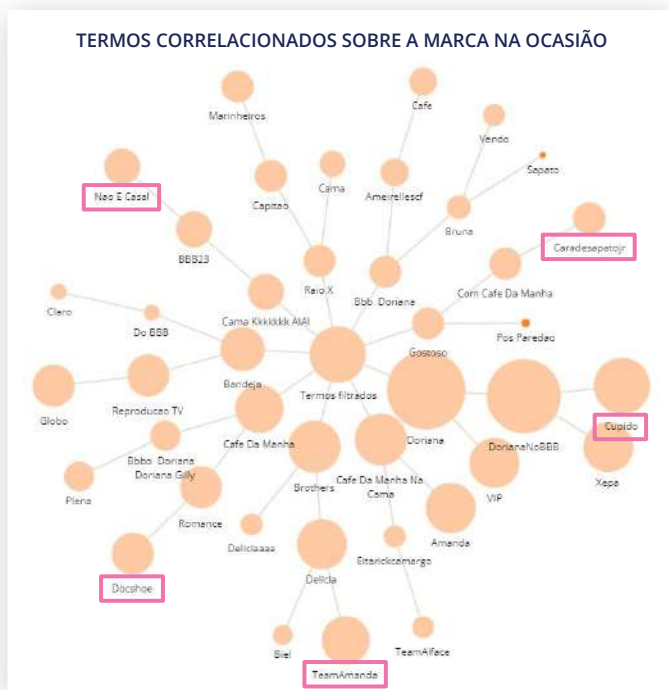 TERMOS CORRELACIONADOS SOBRE A MARCA NA OCASIÃO
Cafe
Marinheiros
Vendo
Sapato
Nao E Casal
Cama
Capitao
Ameirellescf
Bruna
Caradesapatojr
BBB23
Raio X
Bbb Doriana
Com Cafe Da Manha
Claro
Do BBB
Cama Kkkkkkk AIAI
Gostoso
Pos Paredao
Bandeja
Termos filtrados
Globo
Reproducao TV
Cafe Da Manha
Doriana
DorianaNoBBB
Cupido
Bbbo Doriana
Doriana Gilly
Brothers
Cafe Da Manha Na
Cama
VIP
Xepa
Plena
Romance
Deliciaaas
Amanda
Delicia
Eitarickcamargo
Docshoe
Biel
TeamAlface
TeamAmanda